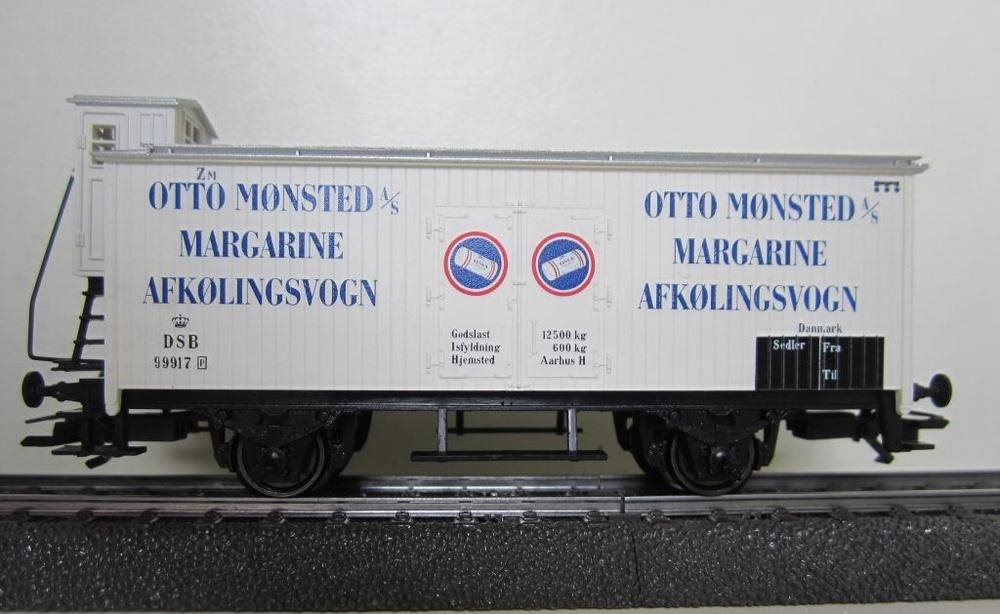 ZM
OTTO MØNSTED A/S
MARGARINE
AFKØLINGSVOGN
DSB
99917 P
Godslast 12500 kg
Isfyldning 600 kg
Hjemsted Aarhus H
OTTO MØNSTED A/S
MARGARINE
AFKØLINGSVOGN
Danmark
Sedler Fra
Til